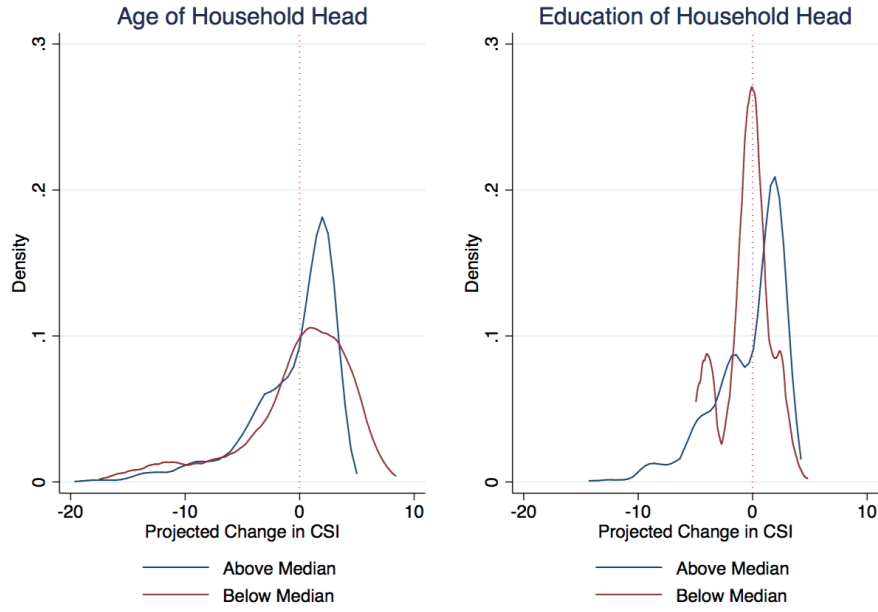 Age of Household Head
.3
.2
.1
0
Density
-20
-10
0
10
Projected Change in CSI
Above Median
Below Median
Education of Household Head
.3
.2
.1
0
Density
-20
-10
0
10
Projected Change in CSI
Above Median
Below Median